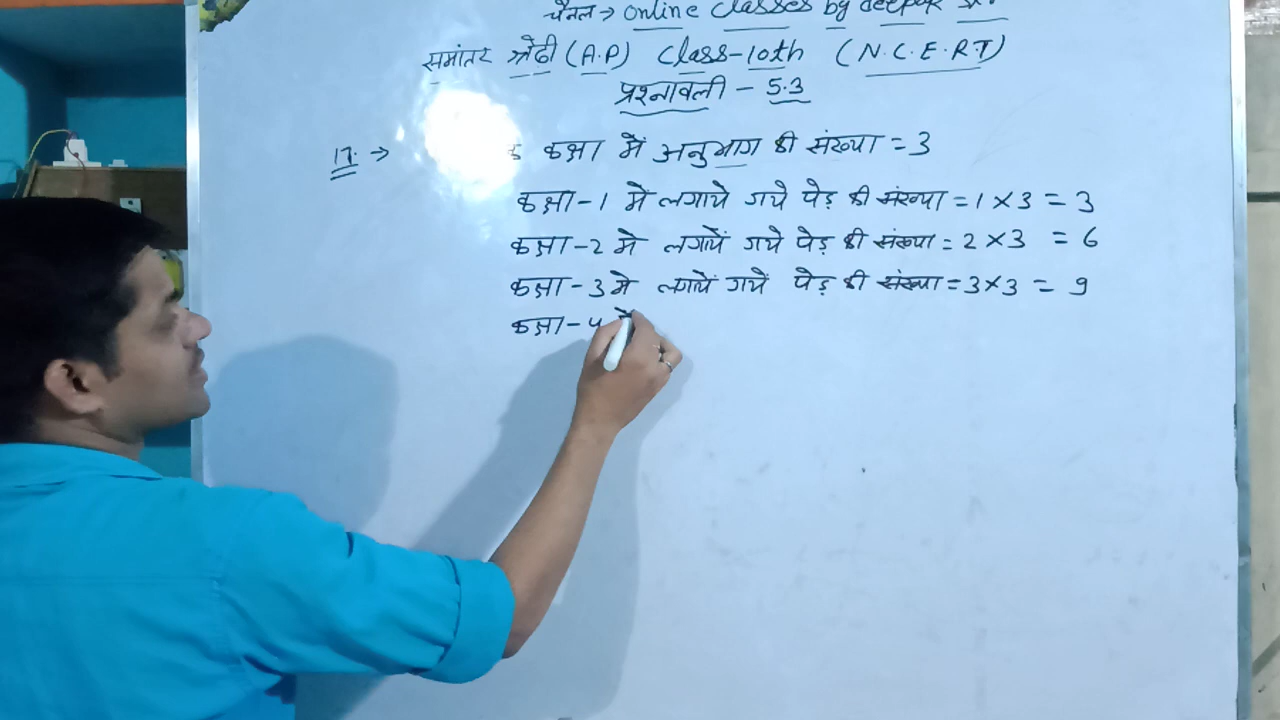 चैनल → online classes by deepak
समांतर श्रेढी (A.P) Class-10th (N.C.E.R.T)
प्रश्नावली - 5.3
17. → कक्षा में अनुभाग की संख्या = 3
कक्षा-1 मे लगाये गये पेड़ की संख्या = 1 × 3 = 3
कक्षा-2 मे लगायें गये पेड़ की संख्या = 2 × 3 = 6
कक्षा-3 मे लगायें गयें पेड़ की संख्या = 3 × 3 = 9
कक्षा-4 मे